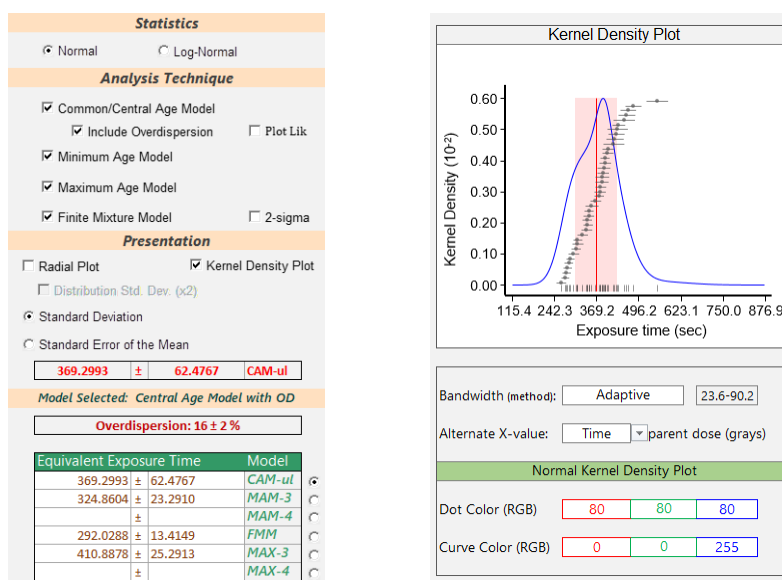 Statistics
Normal
Log-Normal
Analysis Technique
Common/Central Age Model
Include Overdispersion
Plot Lik
Minimum Age Model
Maximum Age Model
Finite Mixture Model
2-sigma
Presentation
Radial Plot
Kernel Density Plot
Distribution Std. Dev. (x2)
Standard Deviation
Standard Error of the Mean
369.2993 ± 62.4767 CAM-ul
Model Selected: Central Age Model with OD
Overdispersion: 16 ± 2 %
Equivalent Exposure Time Model
369.2993 ± 62.4767 CAM-ul
324.8604 ± 23.2910 MAM-3
± MAM-4
292.0288 ± 13.4149 FMM
410.8878 ± 25.2913 MAX-3
± MAX-4
Kernel Density Plot
Kernel Density (10⁻²)
0.60
0.50
0.40
0.30
0.20
0.10
0.00
115.4 242.3 369.2 496.2 623.1 750.0 876.9
Exposure time (sec)
Bandwidth (method): Adaptive 23.6-90.2
Alternate X-value: Time parent dose (grays)
Normal Kernel Density Plot
Dot Color (RGB) 80 80 80
Curve Color (RGB) 0 0 255